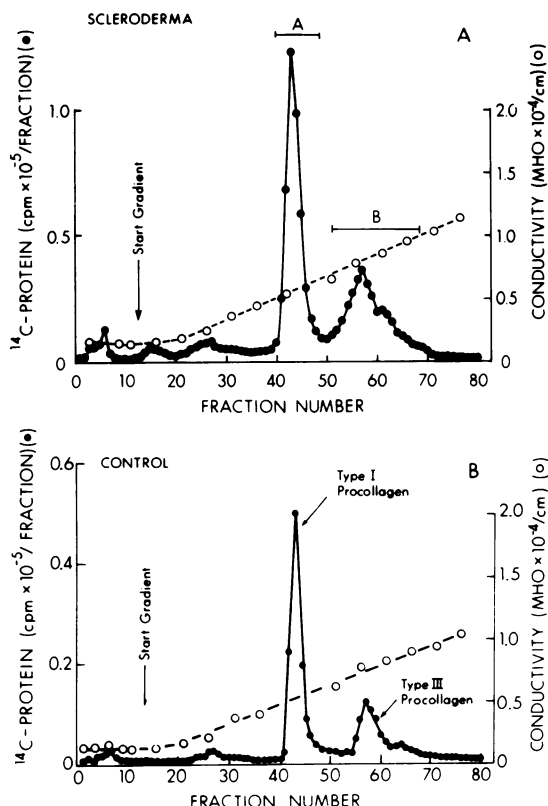 SCLERODERMA
A
A
B
Start Gradient
¹⁴C-PROTEIN (cpm × 10⁻⁵/FRACTION)(●)
1.0
0.5
0
CONDUCTIVITY (MHO × 10⁻⁴/cm) (o)
2.0
1.5
1.0
0.5
0
0 10 20 30 40 50 60 70 80
FRACTION NUMBER
CONTROL
B
Type I
Procollagen
Type III
Procollagen
Start Gradient
¹⁴C-PROTEIN (cpm × 10⁻⁵/ FRACTION)(●)
0.6
0.4
0.2
0
CONDUCTIVITY (MHO × 10⁻⁴/cm) (o)
2.0
1.5
1.0
0.5
0
0 10 20 30 40 50 60 70 80
FRACTION NUMBER